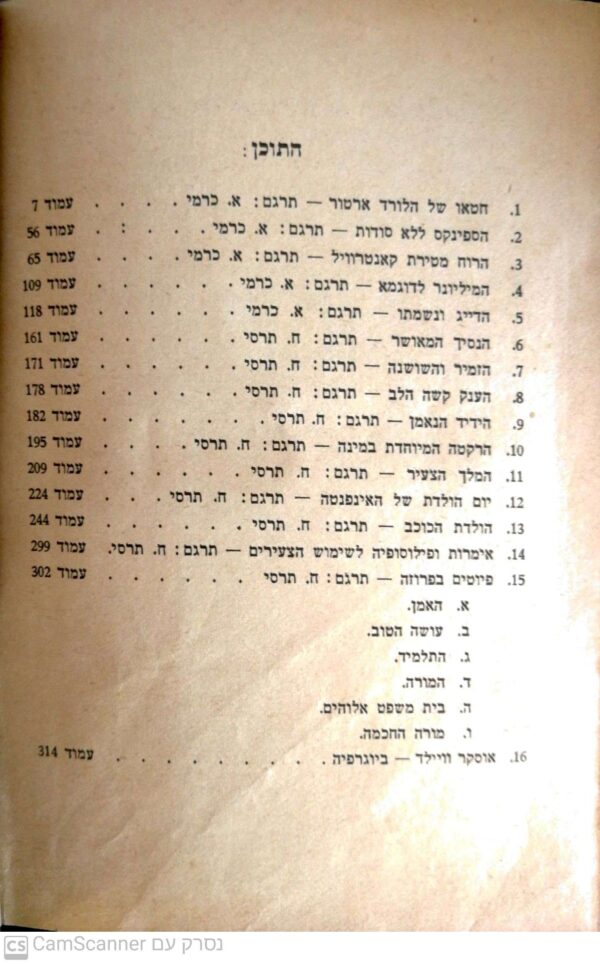 התוכן:
1. חטאו של הלורד ארטור — תרגם: א. כרמי . . . . עמוד 7
2. הספינקס ללא סודות — תרגם: א. כרמי . . . : . עמוד 56
3. הרוח מטירת קאנטרוויל — תרגם: א. כרמי . . . . עמוד 65
4. המיליונר לדוגמא — תרגם: א. כרמי . . . . . עמוד 109
5. הדייג ונשמתו — תרגם: א. כרמי . . . . . . עמוד 118
6. הנסיך המאושר — תרגם: ח. תרסי . . . . . . עמוד 161
7. הזמיר והשושנה — תרגם: ח. תרסי . . . . . . עמוד 171
8. הענק קשה הלב — תרגם: ח. תרסי . . . . . . עמוד 178
9. הידיד הנאמן — תרגם: ח. תרסי . . . . . . עמוד 182
10. הרקטה המיוחדת במינה — תרגם: ח. תרסי . . . . עמוד 195
11. המלך הצעיר — תרגם: ח. תרסי . . . . . . עמוד 209
12. יום הולדת של האינפנטה — תרגם: ח. תרסי . . . עמוד 224
13. הולדת הכוכב — תרגם: ח. תרסי . . . . . . עמוד 244
14. אימרות ופילוסופיה לשימוש הצעירים — תרגם: ח. תרסי. עמוד 299
15. פיוטים בפרוזה — תרגם: ח. תרסי . . . . . . עמוד 302
א. האמן.
ב. עושה הטוב.
ג. התלמיד.
ד. המורה.
ה. בית משפט אלוהים.
ו. מורה החכמה.
16. אוסקר וויילד — ביוגרפיה . . . . . . . . . עמוד 314
CS CamScanner נסרק עם